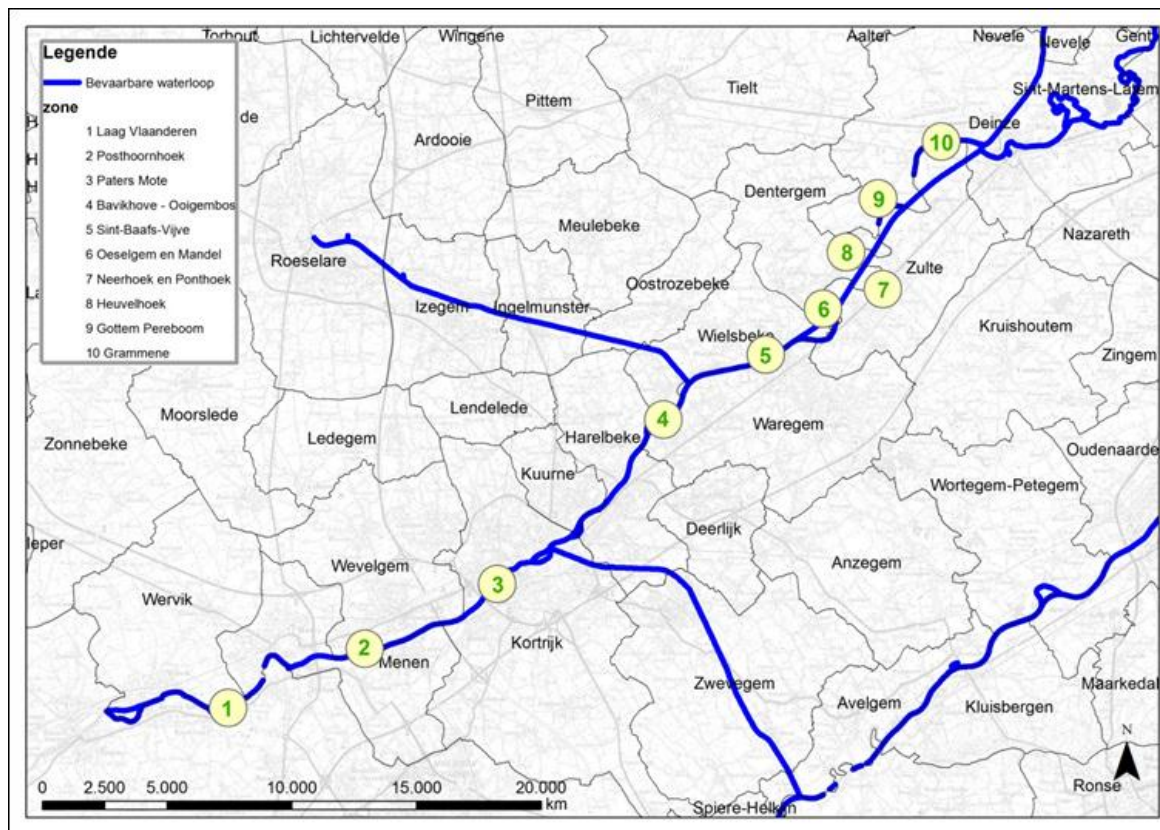 Torhout
Lichtervelde
Wingene
Aalter
Nevele
Nevele
Gent
Legende
Bevaarbare waterloop
zone
1 Laag Vlaanderen
2 Posthoornhoek
3 Paters Mote
4 Bavikhove - Ooigembos
5 Sint-Baafs-Vijve
6 Oeselgem en Mandel
7 Neerhoek en Ponthoek
8 Heuvelhoek
9 Gottem Pereboom
10 Grammene
de
Pittem
Tielt
Sint-Martens-Latem
Ardooie
Deinze
10
Dentergem
9
Meulebeke
Nazareth
Roeselare
8
Zulte
Oostrozebeke
7
Izegem
Ingelmunster
6
Kruishoutem
Wielsbeke
5
Zingem
Moorslede
Lendelede
4
Waregem
Zonnebeke
Ledegem
Harelbeke
Oudenaarde
Kuurne
Wortegem-Petegem
Deerlijk
Ieper
Wevelgem
Anzegem
3
Wervik
Kortrijk
2
Menen
Zwevegem
Maarkedal
1
Avelgem
Kluisbergen
N
0 2.500 5.000 10.000 15.000 20.000
km
Ronse
Spiere-Helkijn